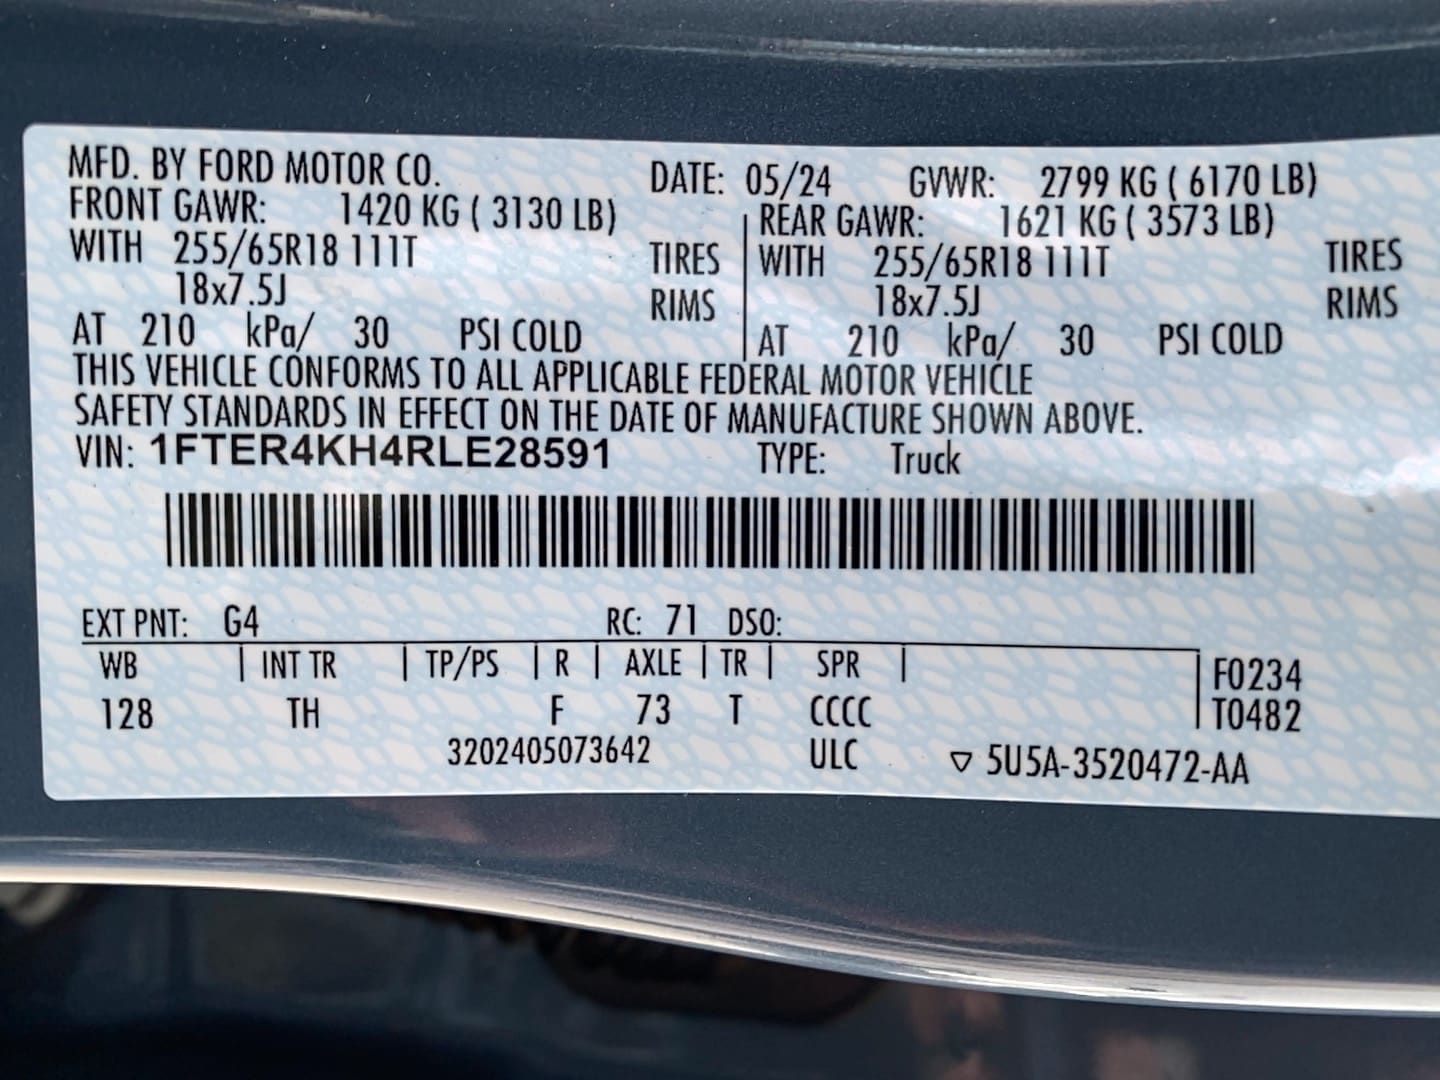 MFD. BY FORD MOTOR CO. DATE: 05/24 GVWR: 2799 KG ( 6170 LB)
FRONT GAWR: 1420 KG ( 3130 LB) REAR GAWR: 1621 KG ( 3573 LB)
WITH 255/65R18 111T TIRES WITH 255/65R18 111T TIRES
18x7.5J RIMS 18x7.5J RIMS
AT 210 kPa/ 30 PSI COLD AT 210 kPa/ 30 PSI COLD
THIS VEHICLE CONFORMS TO ALL APPLICABLE FEDERAL MOTOR VEHICLE
SAFETY STANDARDS IN EFFECT ON THE DATE OF MANUFACTURE SHOWN ABOVE.
VIN: 1FTER4KH4RLE28591 TYPE: Truck
EXT PNT: G4 RC: 71 DSO:
WB | INT TR | TP/PS | R | AXLE | TR | SPR | F0234
128 TH F 73 T CCCC T0482
3202405073642 ULC ▽ 5U5A-3520472-AA